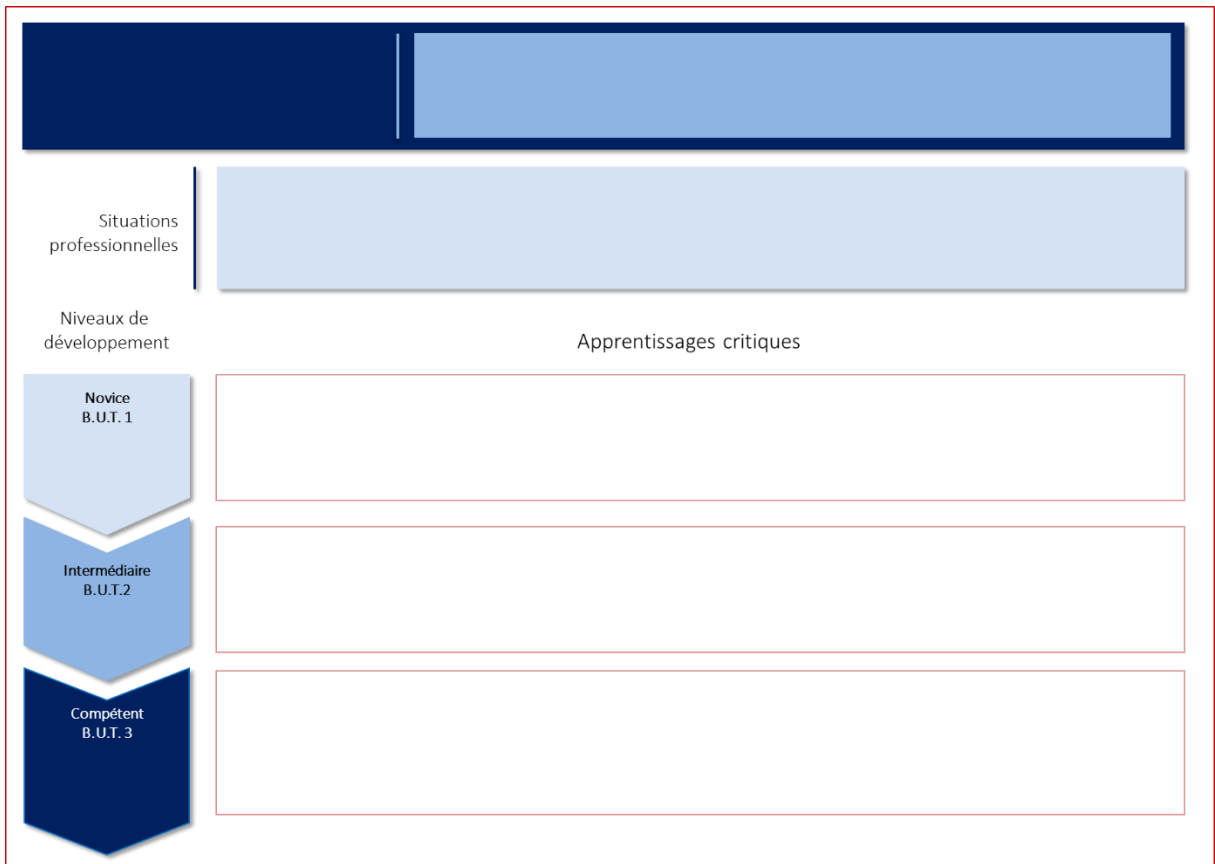 Situations
professionnelles
Niveaux de
développement
Apprentissages critiques
Novice
B.U.T. 1
Intermédiaire
B.U.T.2
Compétent
B.U.T. 3